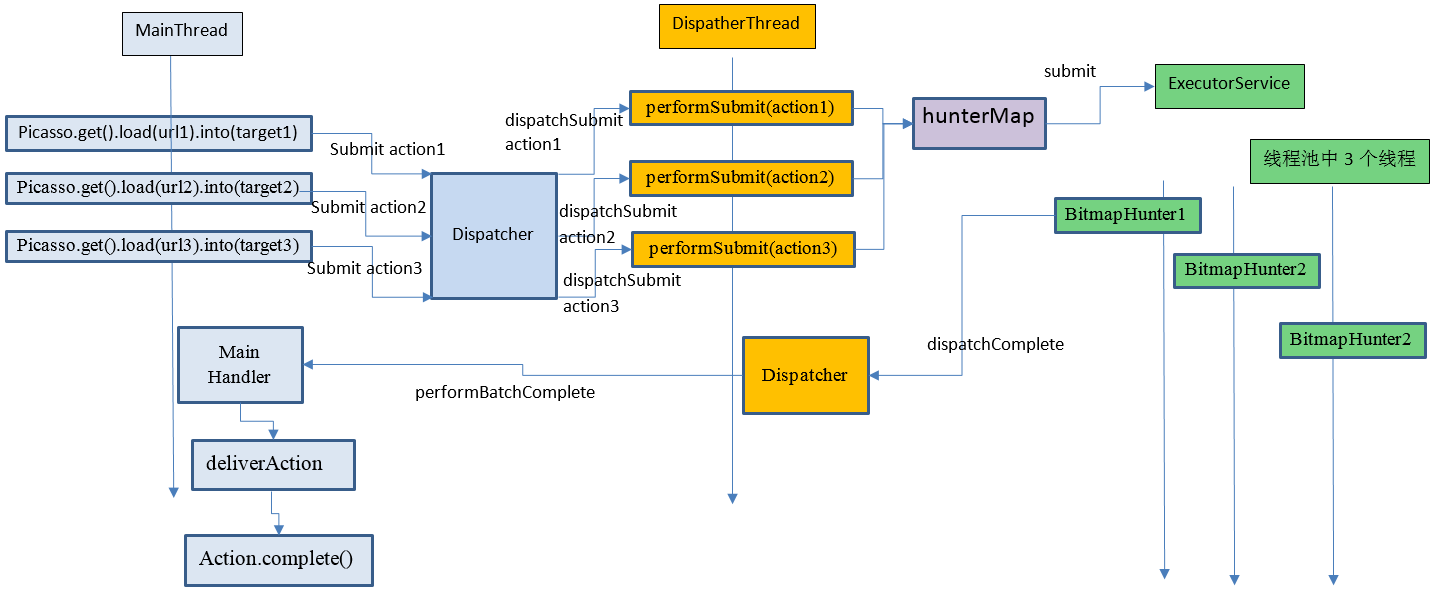 MainThread
DispatherThread
ExecutorService
submit
performSubmit(action1)
hunterMap
dispatchSubmit
action1
Picasso.get().load(url1).into(target1)
Submit action1
线程池中 3 个线程
Picasso.get().load(url2).into(target2)
performSubmit(action2)
Submit action2
dispatchSubmit
action2
BitmapHunter1
Dispatcher
Picasso.get().load(url3).into(target3)
performSubmit(action3)
Submit action3
dispatchSubmit
action3
BitmapHunter2
BitmapHunter2
dispatchComplete
Main
Handler
Dispatcher
performBatchComplete
deliverAction
Action.complete()